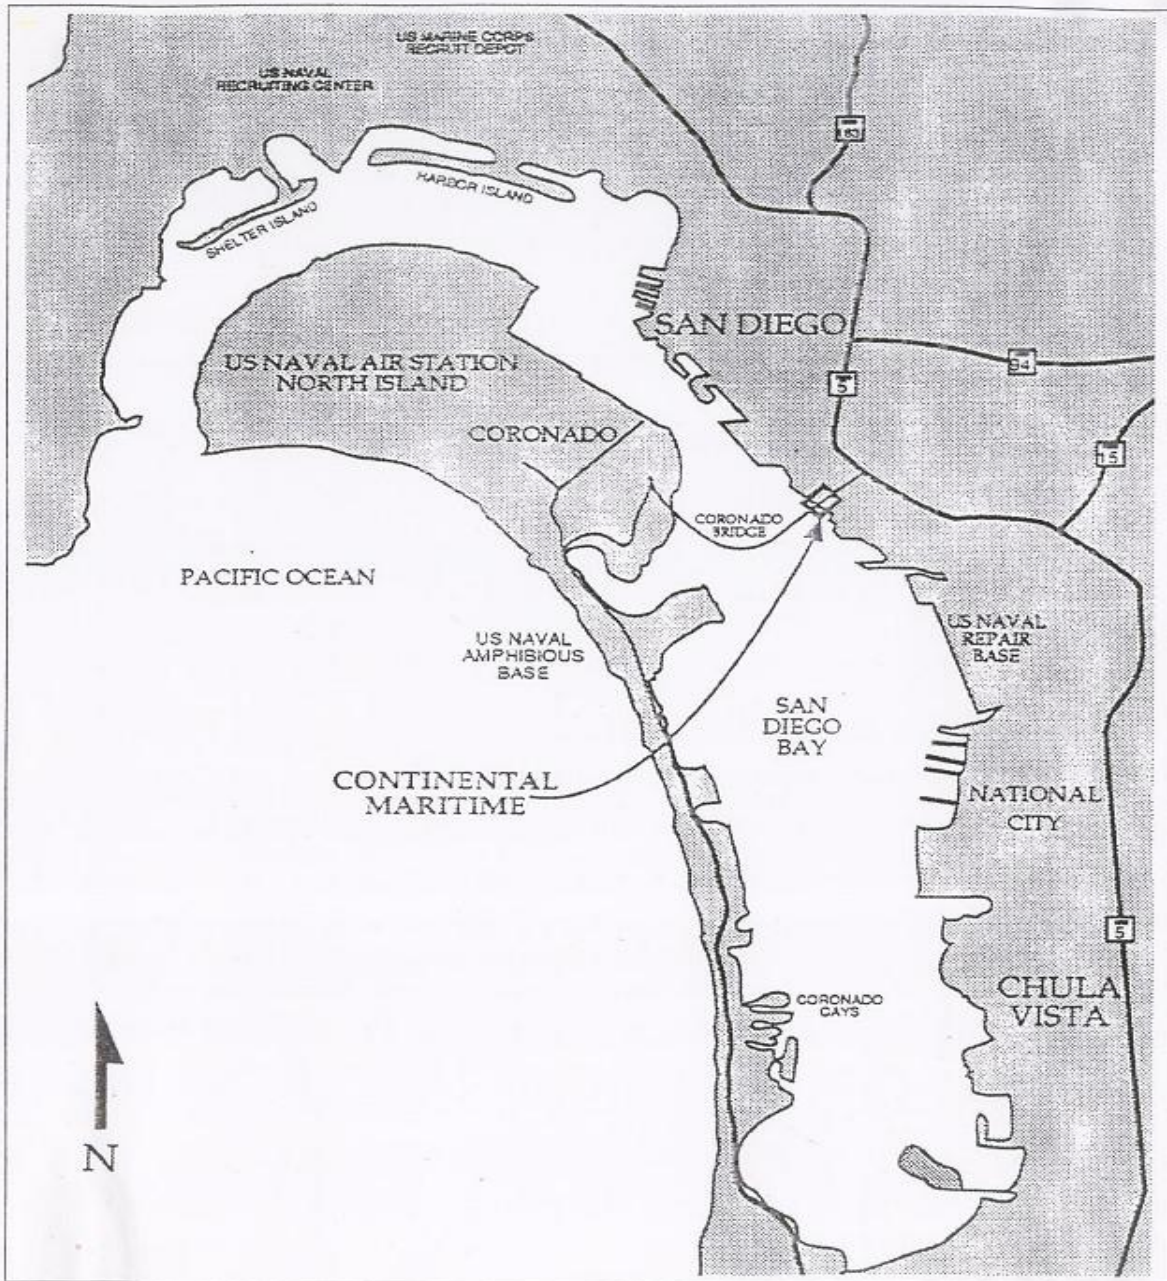 US MARINE CORPS
RECRUIT DEPOT
US NAVAL
RECRUITING CENTER
163
HARBOR ISLAND
SHELTER ISLAND
SAN DIEGO
US NAVAL AIR STATION
NORTH ISLAND
94
5
CORONADO
15
CORONADO
BRIDGE
PACIFIC OCEAN
US NAVAL
AMPHIBIOUS
BASE
US NAVAL
REPAIR
BASE
SAN
DIEGO
BAY
CONTINENTAL
MARITIME
NATIONAL
CITY
5
CHULA
VISTA
CORONADO
CAYS
N